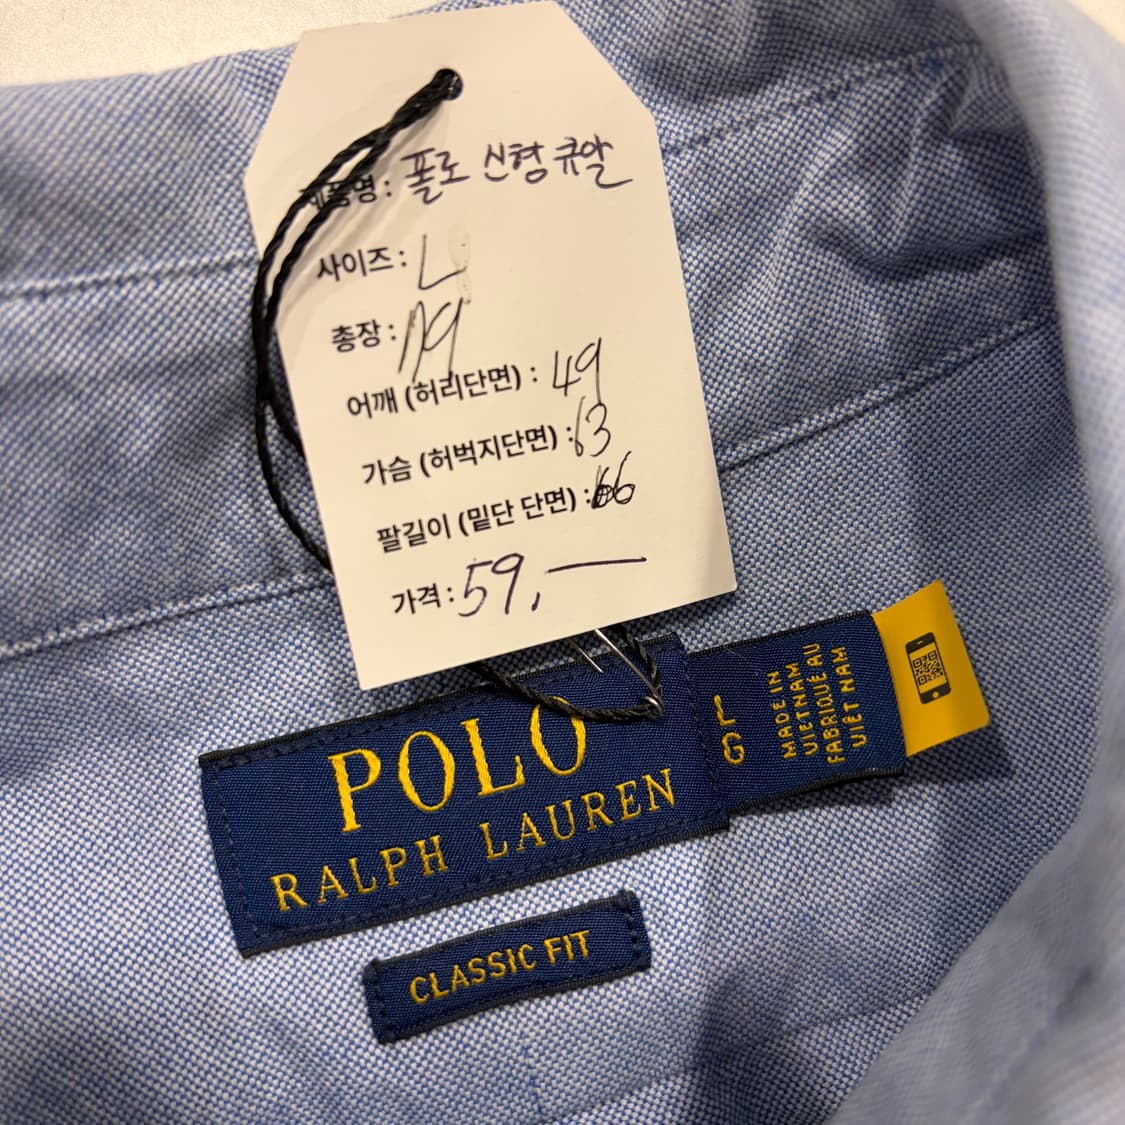 제품명 : 폴로 신형 큐알
사이즈 : L
총장 : 79
어깨 (허리단면) : 49
가슴 (허벅지단면) : 63
팔길이 (밑단 단면) : 66
가격 : 59,—
POLO
RALPH LAUREN
L
G
MADE IN
VIETNAM
FABRIQUÉ AU
VIÊT NAM
CLASSIC FIT